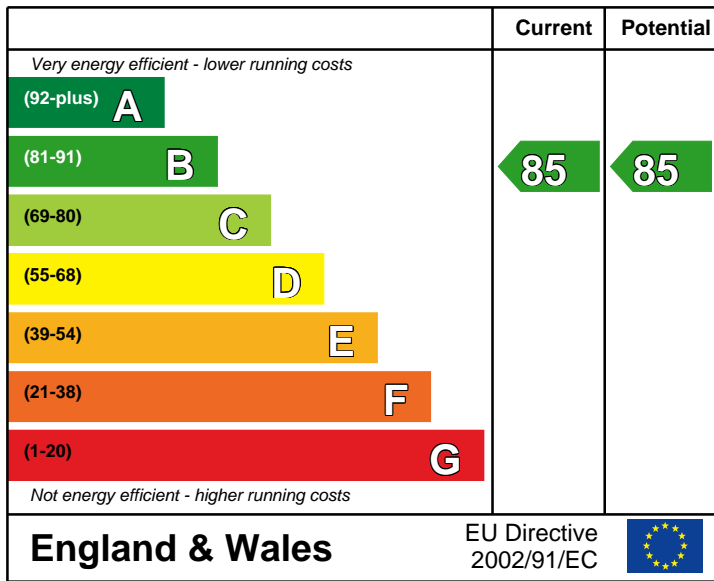 Current Potential
Very energy efficient - lower running costs
(92-plus) A
(81-91) B 85 85
(69-80) C
(55-68) D
(39-54) E
(21-38) F
(1-20) G
Not energy efficient - higher running costs
England & Wales
EU Directive
2002/91/EC